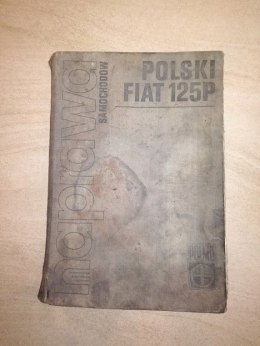 naprawa
SAMOCHODÓW
POLSKI
FIAT 125P